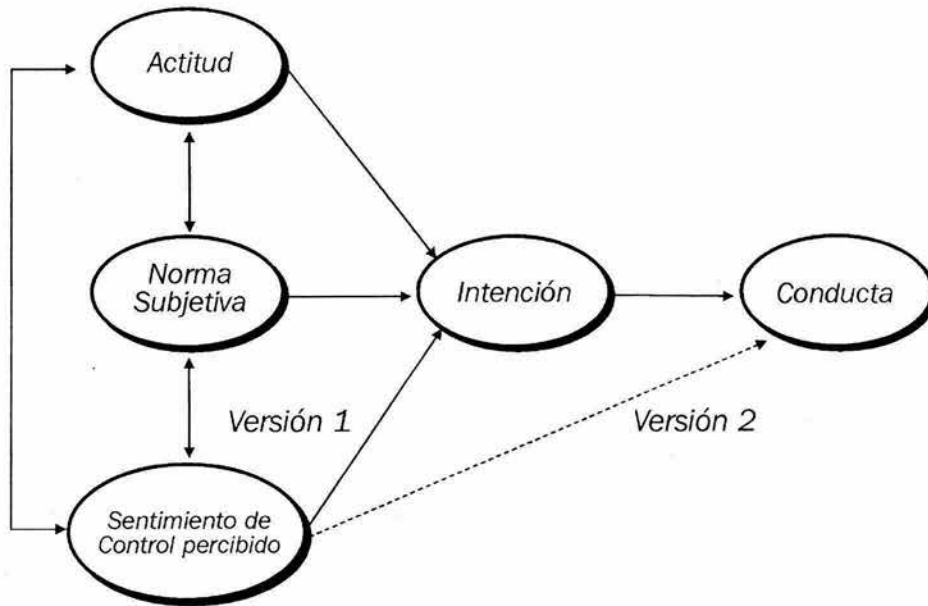 Actitud
Norma
Subjetiva
Intención
Conducta
Versión 1
Versión 2
Sentimiento de
Control percibido